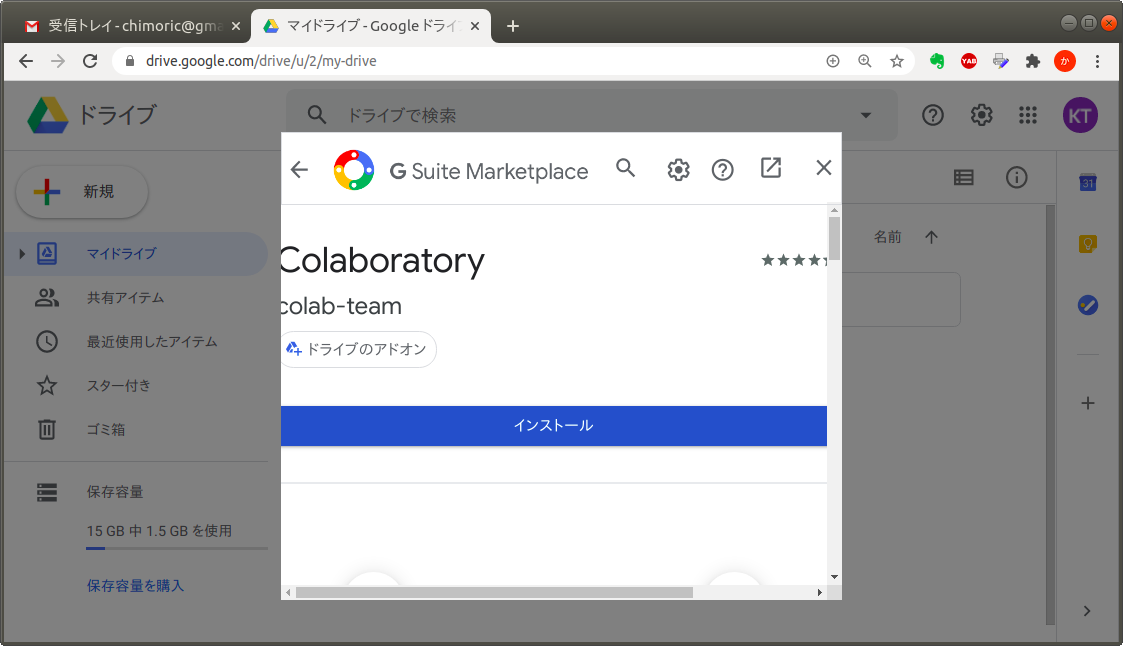 受信トレイ - chimoric@gma
マイドライブ - Google ドライブ
drive.google.com/drive/u/2/my-drive
YAB
か
ドライブ
ドライブで検索
KT
G Suite Marketplace
新規
31
名前
マイドライブ
Colaboratory
共有アイテム
colab-team
最近使用したアイテム
ドライブのアドオン
スター付き
ゴミ箱
インストール
保存容量
15 GB 中 1.5 GB を使用
保存容量を購入